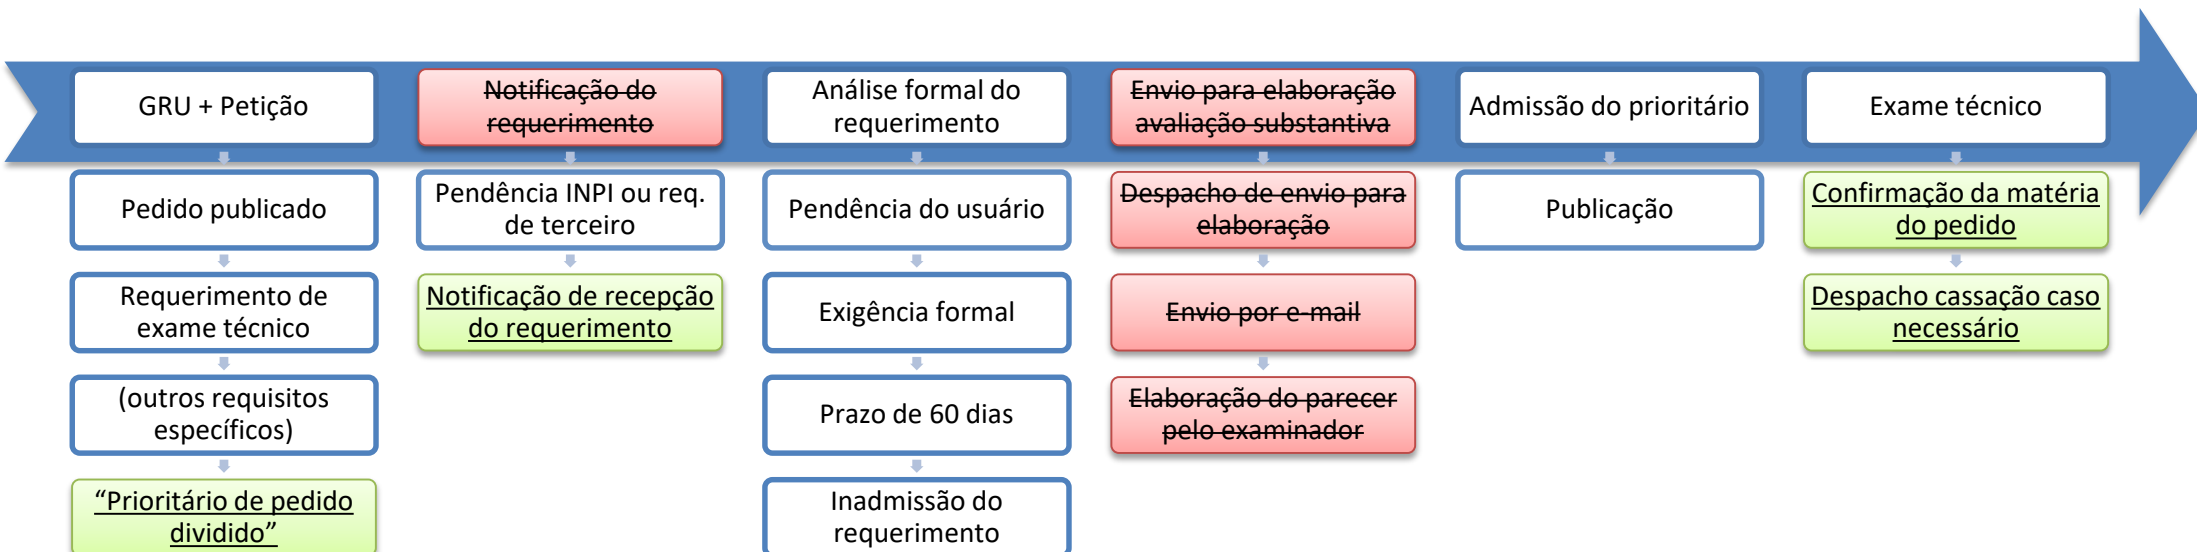 GRU + Petição
Pedido publicado
Requerimento de
exame técnico
(outros requisitos
específicos)
“Prioritário de pedido
dividido”
Notificação do
requerimento
Pendência INPI ou req.
de terceiro
Notificação de recepção
do requerimento
Análise formal do
requerimento
Pendência do usuário
Exigência formal
Prazo de 60 dias
Inadmissão do
requerimento
Envio para elaboração
avaliação substantiva
Despacho de envio para
elaboração
Envio por e-mail
Elaboração do parecer
pelo examinador
Admissão do prioritário
Publicação
Exame técnico
Confirmação da matéria
do pedido
Despacho cassação caso
necessário